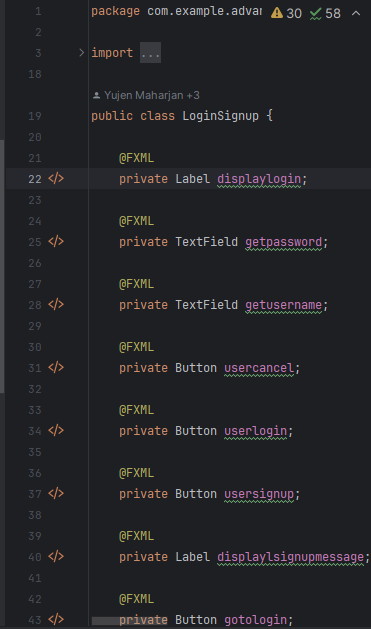 1 package com.example.advan 30 58
2
3 import ...
18
Yujen Maharjan +3
19 public class LoginSignup {
20
21 @FXML
22 private Label displaylogin;
23
24 @FXML
25 private TextField getpassword;
26
27 @FXML
28 private TextField getusername;
29
30 @FXML
31 private Button usercancel;
32
33 @FXML
34 private Button userlogin;
35
36 @FXML
37 private Button usersignup;
38
39 @FXML
40 private Label displaylsignupmessage;
41
42 @FXML
43 private Button gotologin;